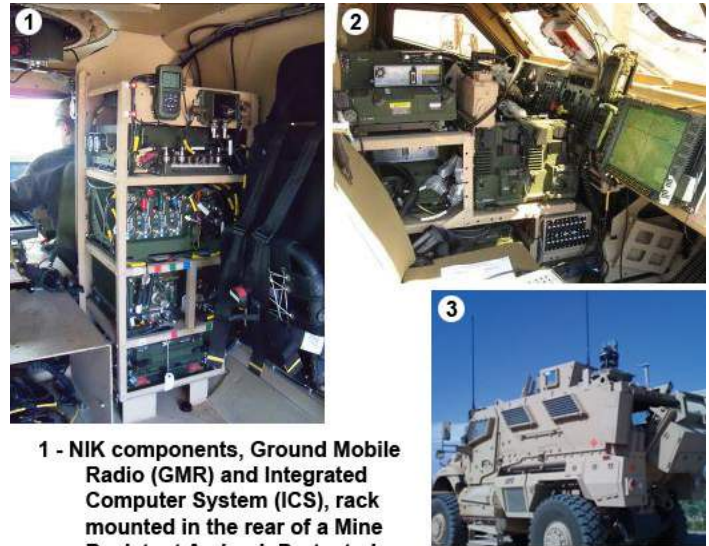 1
2
3
1 - NIK components, Ground Mobile
Radio (GMR) and Integrated
Computer System (ICS), rack
mounted in the rear of a Mine